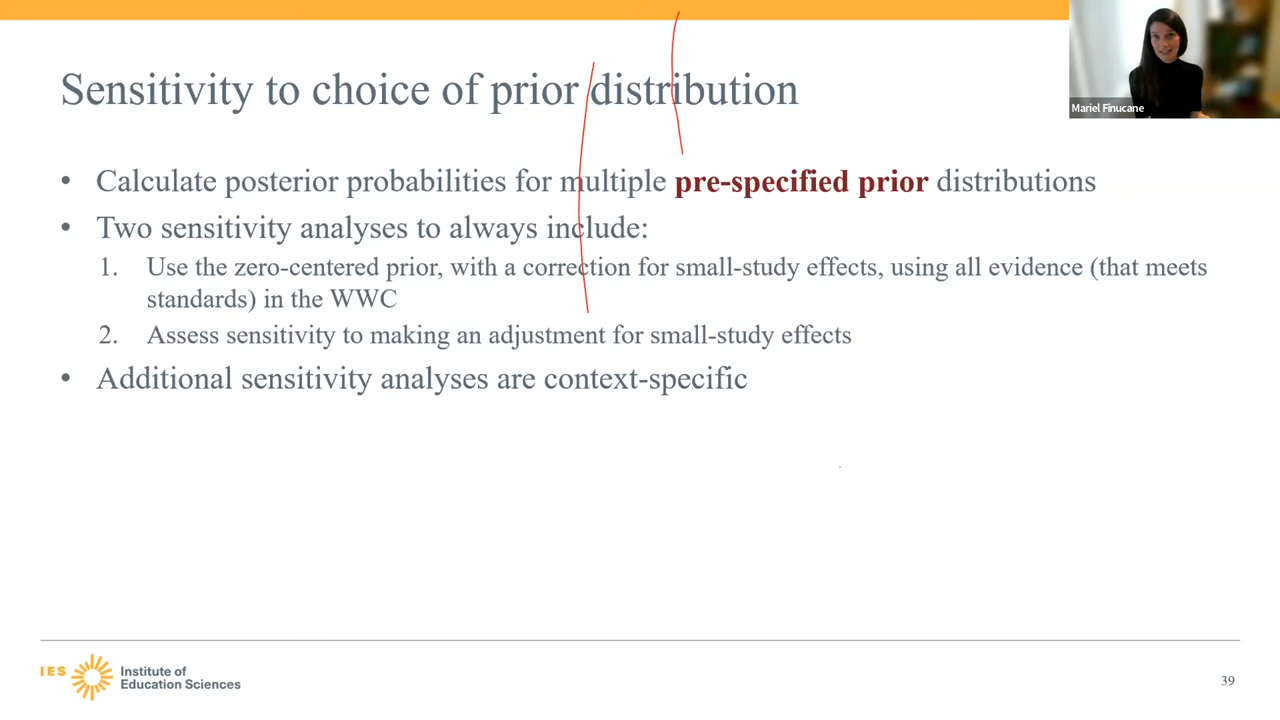 Mariel Finucane
Sensitivity to choice of prior distribution
• Calculate posterior probabilities for multiple pre-specified prior distributions
• Two sensitivity analyses to always include:
1. Use the zero-centered prior, with a correction for small-study effects, using all evidence (that meets
standards) in the WWC
2. Assess sensitivity to making an adjustment for small-study effects
• Additional sensitivity analyses are context-specific
IES
Institute of
Education Sciences
39